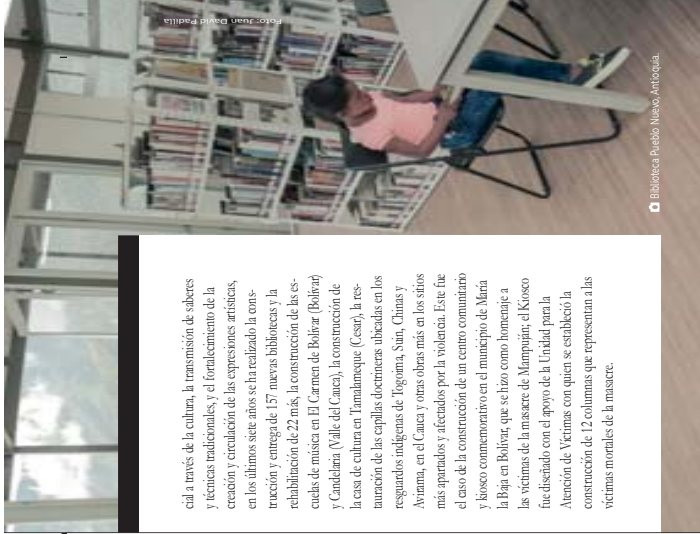 cial a través de la cultura, la transmisión de saberes
y técnicas tradicionales, y el fortalecimiento de la
creación y circulación de las expresiones artísticas,
en los últimos siete años se ha realizado la cons-
trucción y entrega de 157 nuevas bibliotecas y la
rehabilitación de 22 más, la construcción de las es-
cuelas de música en El Carmen de Bolívar (Bolívar)
y Candelaria (Valle del Cauca), la construcción de
la casa de cultura en Tamalameque (Cesar), la res-
tauración de las capillas doctrineras ubicadas en los
resguardos indígenas de Togoima, Suin, Chinas y
Avirama, en el Cauca y otras obras más en los sitios
más apartados y afectados por la violencia. Este fue
el caso de la construcción de un centro comunitario
y kiosco conmemorativo en el municipio de María
la Baja en Bolívar, que se hizo como homenaje a
las víctimas de la masacre de Mampuján; el Kiosco
fue diseñado con el apoyo de la Unidad para la
Atención de Víctimas con quien se estableció la
construcción de 12 columnas que representan a las
víctimas mortales de la masacre.
Biblioteca Pueblo Nuevo, Antioquia.
Foto: Juan David Padilla